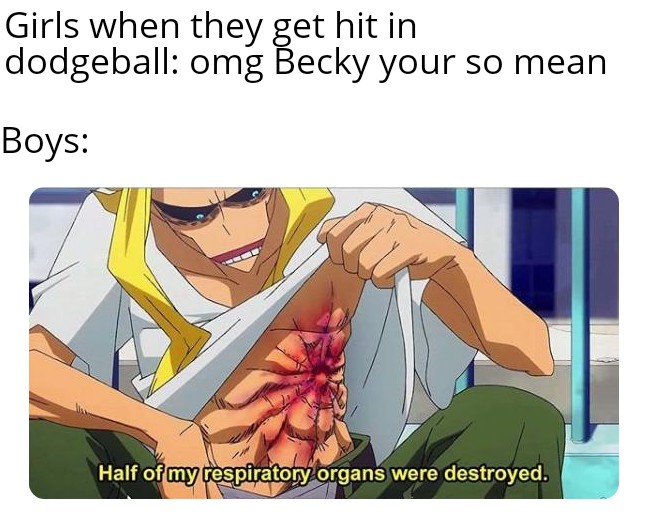 Girls when they get hit in
dodgeball: omg Becky your so mean
Boys:
Half of my respiratory organs were destroyed.